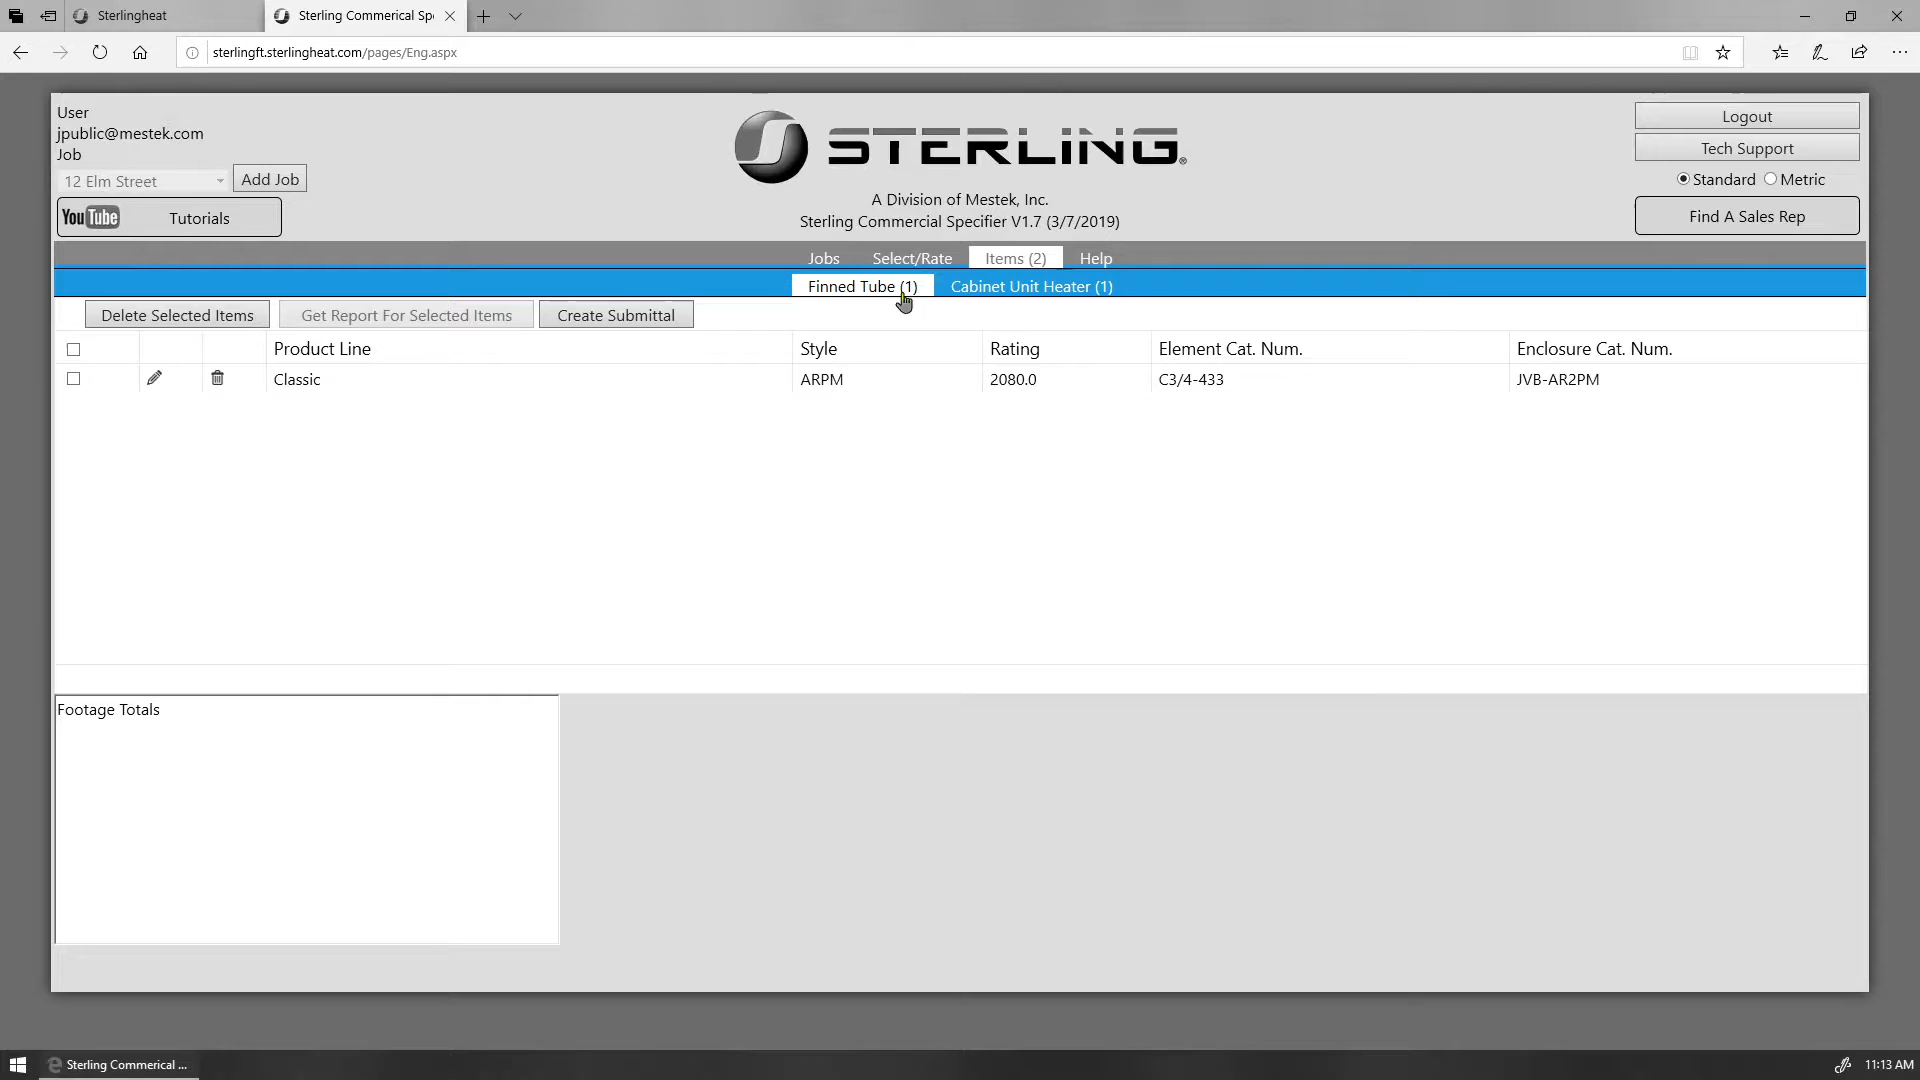 Sterlingheat
Sterling Commerical Sp
sterlingft.sterlingheat.com/pages/Eng.aspx
User
jpublic@mestek.com
Job
12 Elm Street
Add Job
YouTube Tutorials
STERLING®
A Division of Mestek, Inc.
Sterling Commercial Specifier V1.7 (3/7/2019)
Logout
Tech Support
Standard Metric
Find A Sales Rep
Jobs Select/Rate Items (2) Help
Finned Tube (1) Cabinet Unit Heater (1)
Delete Selected Items Get Report For Selected Items Create Submittal
Product Line Style Rating Element Cat. Num. Enclosure Cat. Num.
Classic ARPM 2080.0 C3/4-433 JVB-AR2PM
Footage Totals
Sterling Commerical ...
11:13 AM